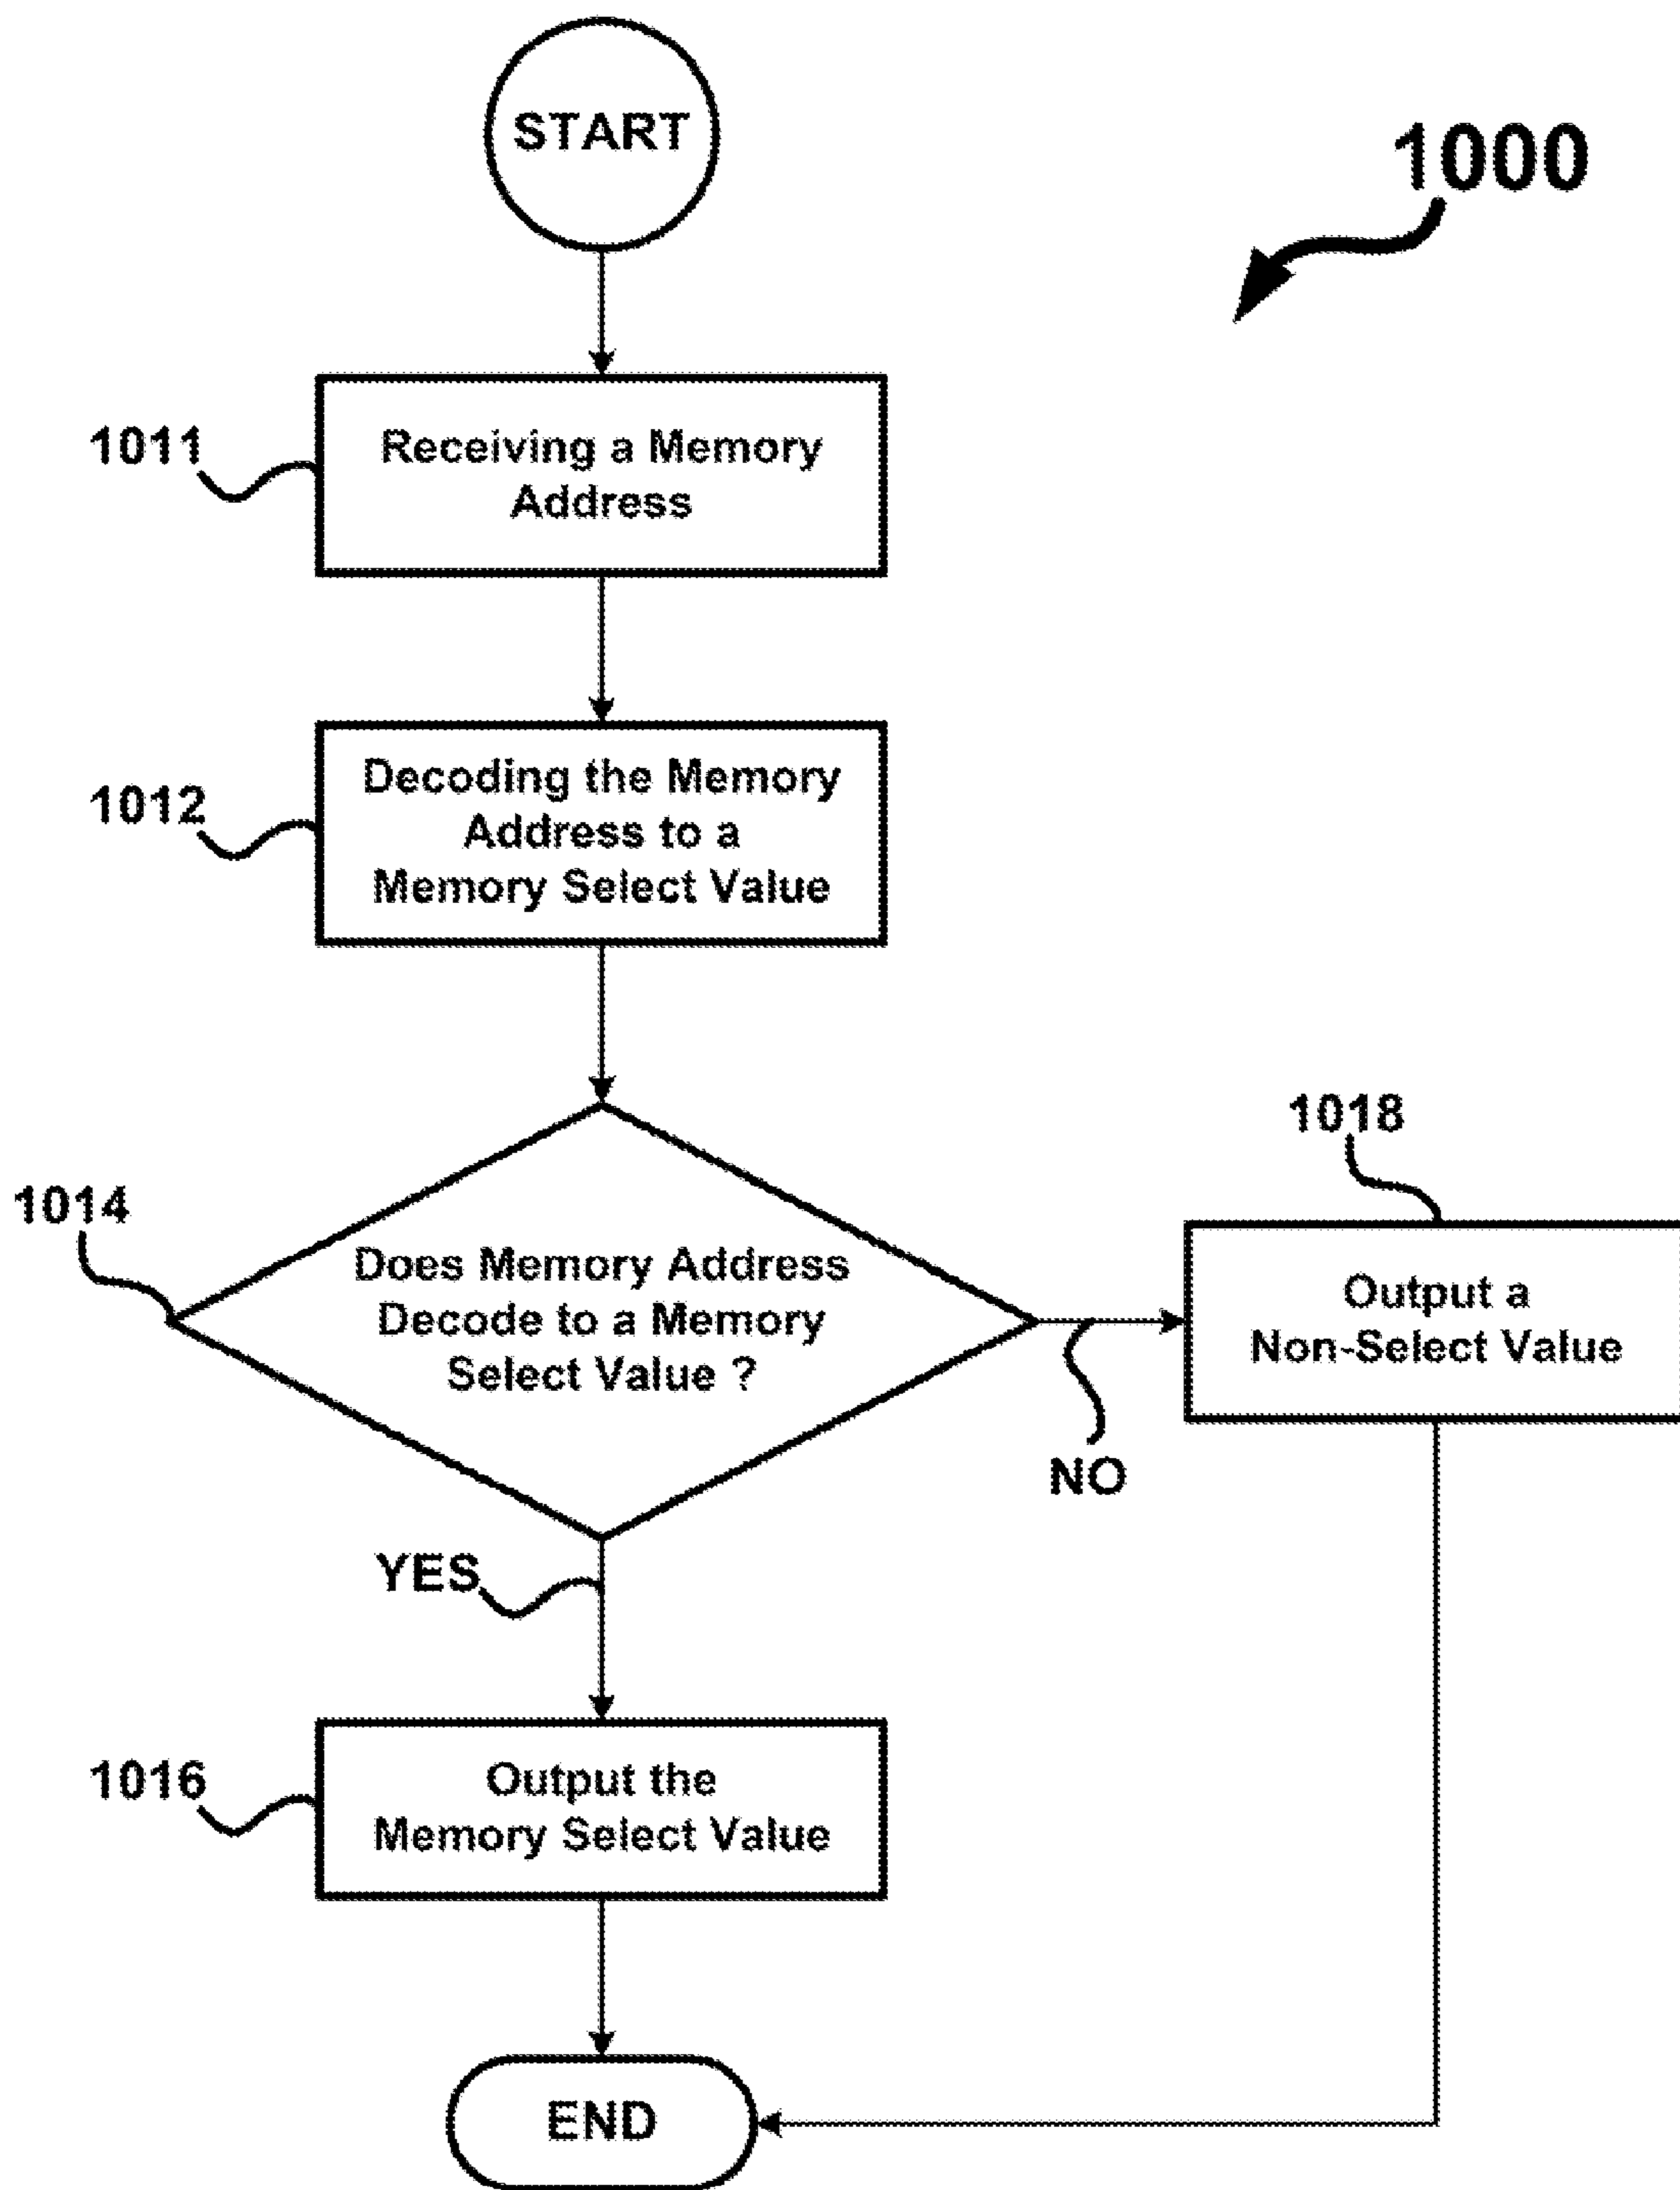 START
1000
1011
Receiving a Memory
Address
1012
Decoding the Memory
Address to a
Memory Select Value
1014
Does Memory Address
Decode to a Memory
Select Value ?
1018
Output a
Non-Select Value
NO
YES
1016
Output the
Memory Select Value
END